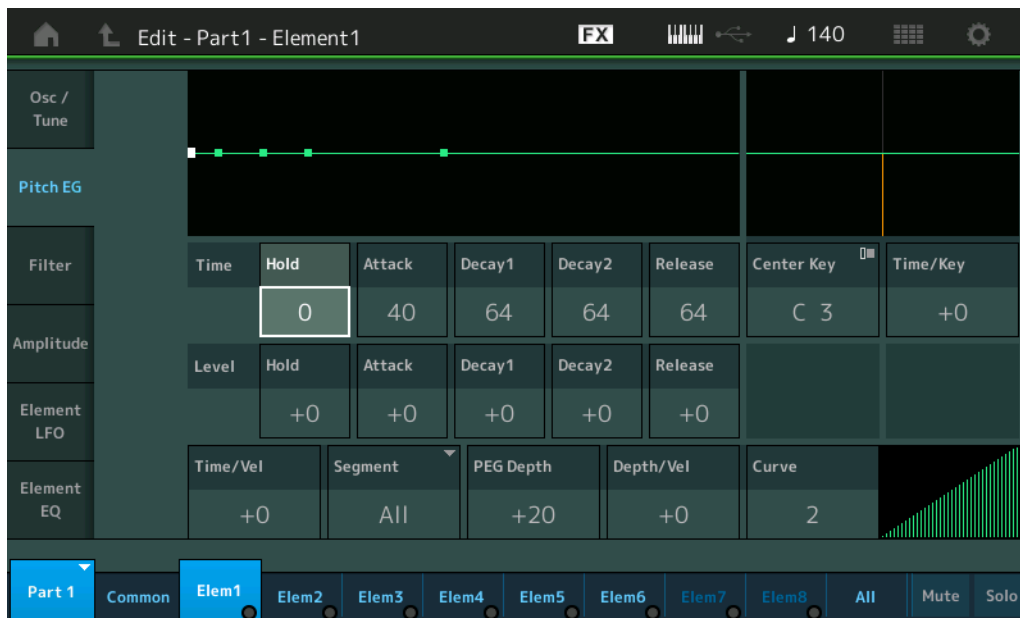 Edit - Part1 - Element1 FX ♩ 140
Osc /
Tune
Pitch EG
Filter
Amplitude
Element
LFO
Element
EQ
Time Hold Attack Decay1 Decay2 Release Center Key Time/Key
0 40 64 64 64 C 3 +0
Level Hold Attack Decay1 Decay2 Release
+0 +0 +0 +0 +0
Time/Vel Segment PEG Depth Depth/Vel Curve
+0 All +20 +0 2
Part 1 Common Elem1 Elem2 Elem3 Elem4 Elem5 Elem6 Elem7 Elem8 All Mute Solo